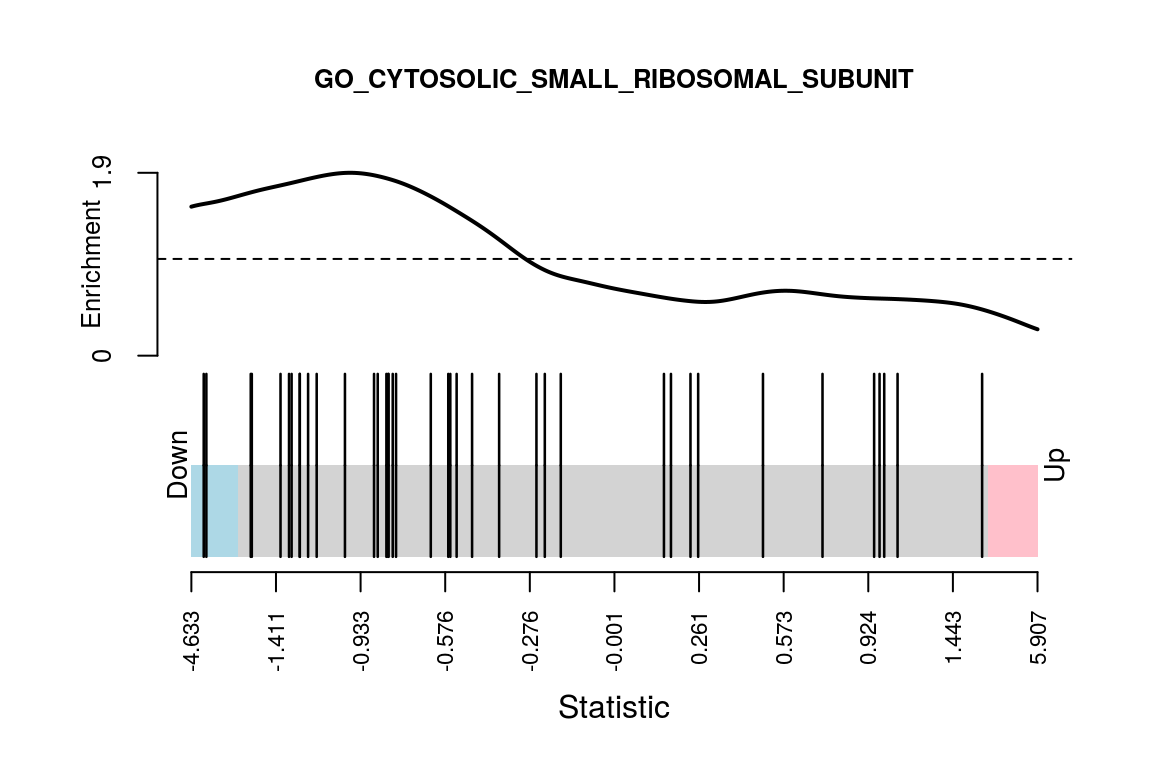 GO_CYTOSOLIC_SMALL_RIBOSOMAL_SUBUNIT
1.9
Enrichment
0
Down
Up
-4.633
-1.411
-0.933
-0.576
-0.276
-0.001
0.261
0.573
0.924
1.443
5.907
Statistic